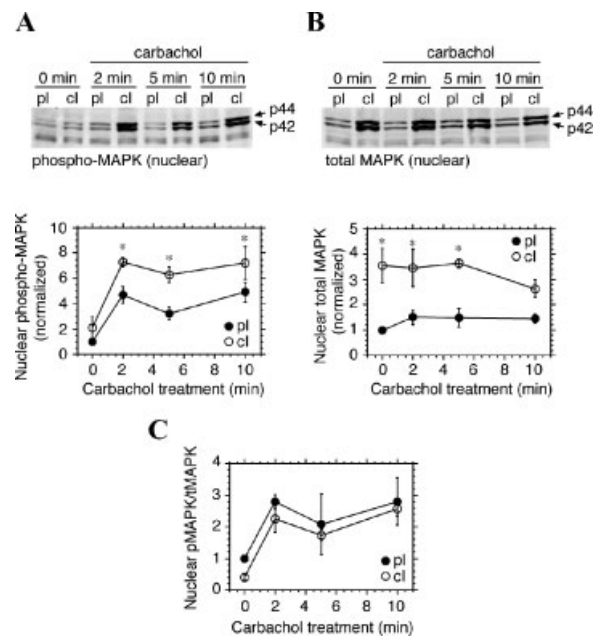 A
carbachol
0 min 2 min 5 min 10 min
pl cl pl cl pl cl pl cl
p44
p42
phospho-MAPK (nuclear)
B
carbachol
0 min 2 min 5 min 10 min
pl cl pl cl pl cl pl cl
p44
p42
total MAPK (nuclear)
Nuclear phospho-MAPK
(normalized)
10
8
6
4
2
0
* * *
pl
cl
0 2 4 6 8 10
Carbachol treatment (min)
Nuclear total MAPK
(normalized)
5
4
3
2
1
0
* * *
pl
cl
0 2 4 6 8 10
Carbachol treatment (min)
C
Nuclear pMAPK/tMAPK
4
3
2
1
0
pl
cl
0 2 4 6 8 10
Carbachol treatment (min)